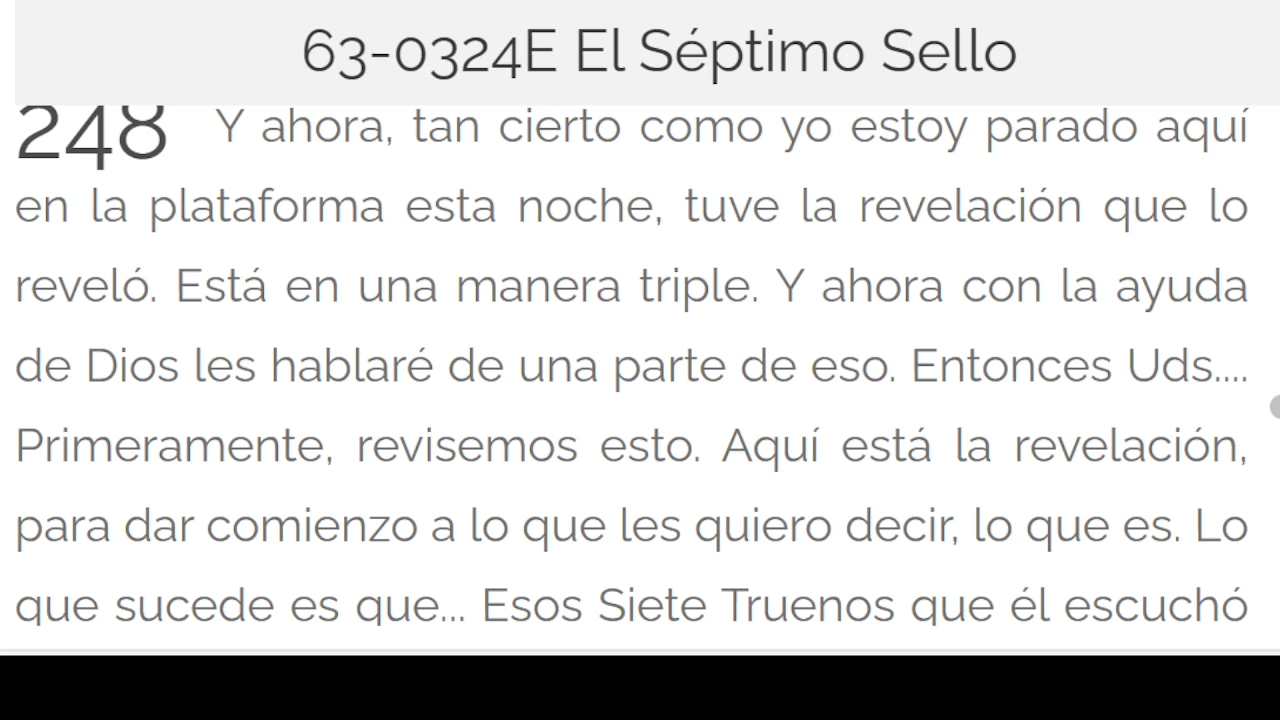 63-0324E El Séptimo Sello
248 Y ahora, tan cierto como yo estoy parado aquí
en la plataforma esta noche, tuve la revelación que lo
reveló. Está en una manera triple. Y ahora con la ayuda
de Dios les hablaré de una parte de eso. Entonces Uds....
Primeramente, revisemos esto. Aquí está la revelación,
para dar comienzo a lo que les quiero decir, lo que es. Lo
que sucede es que... Esos Siete Truenos que él escuchó